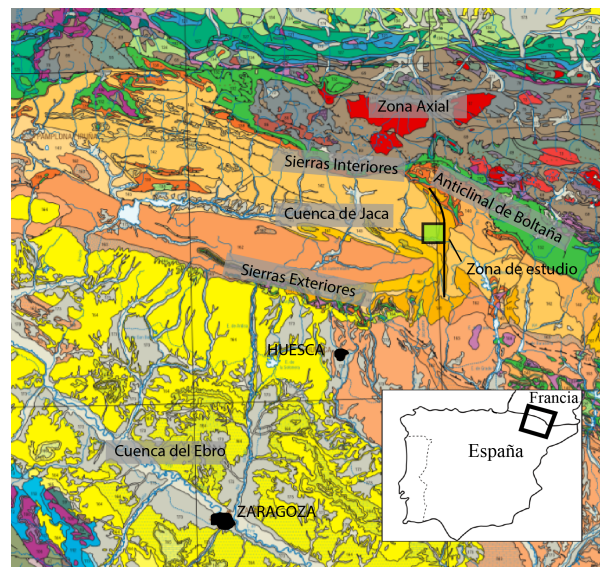 Zona Axial
Sierras Interiores
Anticlinal de Boltaña
Cuenca de Jaca
Zona de estudio
Sierras Exteriores
HUESCA
Francia
España
Cuenca del Ebro
ZARAGOZA